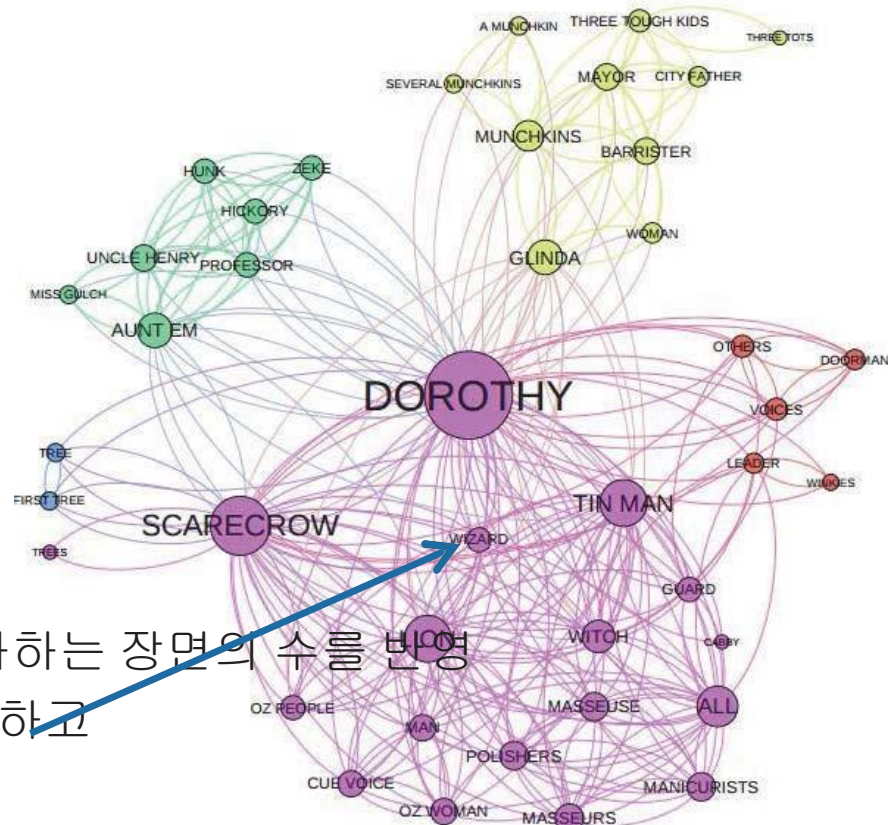 A MUNCHKIN
THREE TOUGH KIDS
THREE TOTS
SEVERAL MUNCHKINS
MAYOR
CITY FATHER
MUNCHKINS
BARRISTER
HUNK
ZEKE
HICKORY
UNCLE HENRY
PROFESSOR
WOMAN
GLINDA
MISS GULCH
AUNT EM
OTHERS
DOORMAN
DOROTHY
VOICES
TREE
LEADER
WINKIES
FIRST TREE
SCARECROW
TIN MAN
WIZARD
TREES
GUARD
하는 장면의 수를 반영
LION
WITCH
CABBY
OZ PEOPLE
MASSEUSE
ALL
하고
MAN
POLISHERS
CUE VOICE
MANICURISTS
OZ WOMAN
MASSEURS